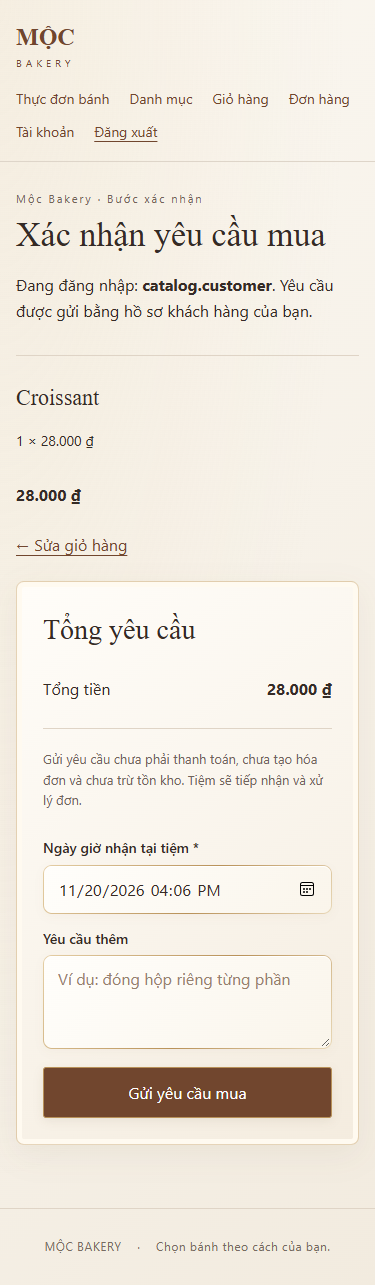 MỘC
BAKERY
Thực đơn bánh Danh mục Giỏ hàng Đơn hàng
Tài khoản Đăng xuất
Mộc Bakery · Bước xác nhận
Xác nhận yêu cầu mua
Đang đăng nhập: catalog.customer. Yêu cầu
được gửi bằng hồ sơ khách hàng của bạn.
Croissant
1 × 28.000 ₫
28.000 ₫
← Sửa giỏ hàng
Tổng yêu cầu
Tổng tiền 28.000 ₫
Gửi yêu cầu chưa phải thanh toán, chưa tạo hóa
đơn và chưa trừ tồn kho. Tiệm sẽ tiếp nhận và xử
lý đơn.
Ngày giờ nhận tại tiệm *
11/20/2026 04:06 PM
Yêu cầu thêm
Ví dụ: đóng hộp riêng từng phần
Gửi yêu cầu mua
MỘC BAKERY · Chọn bánh theo cách của bạn.